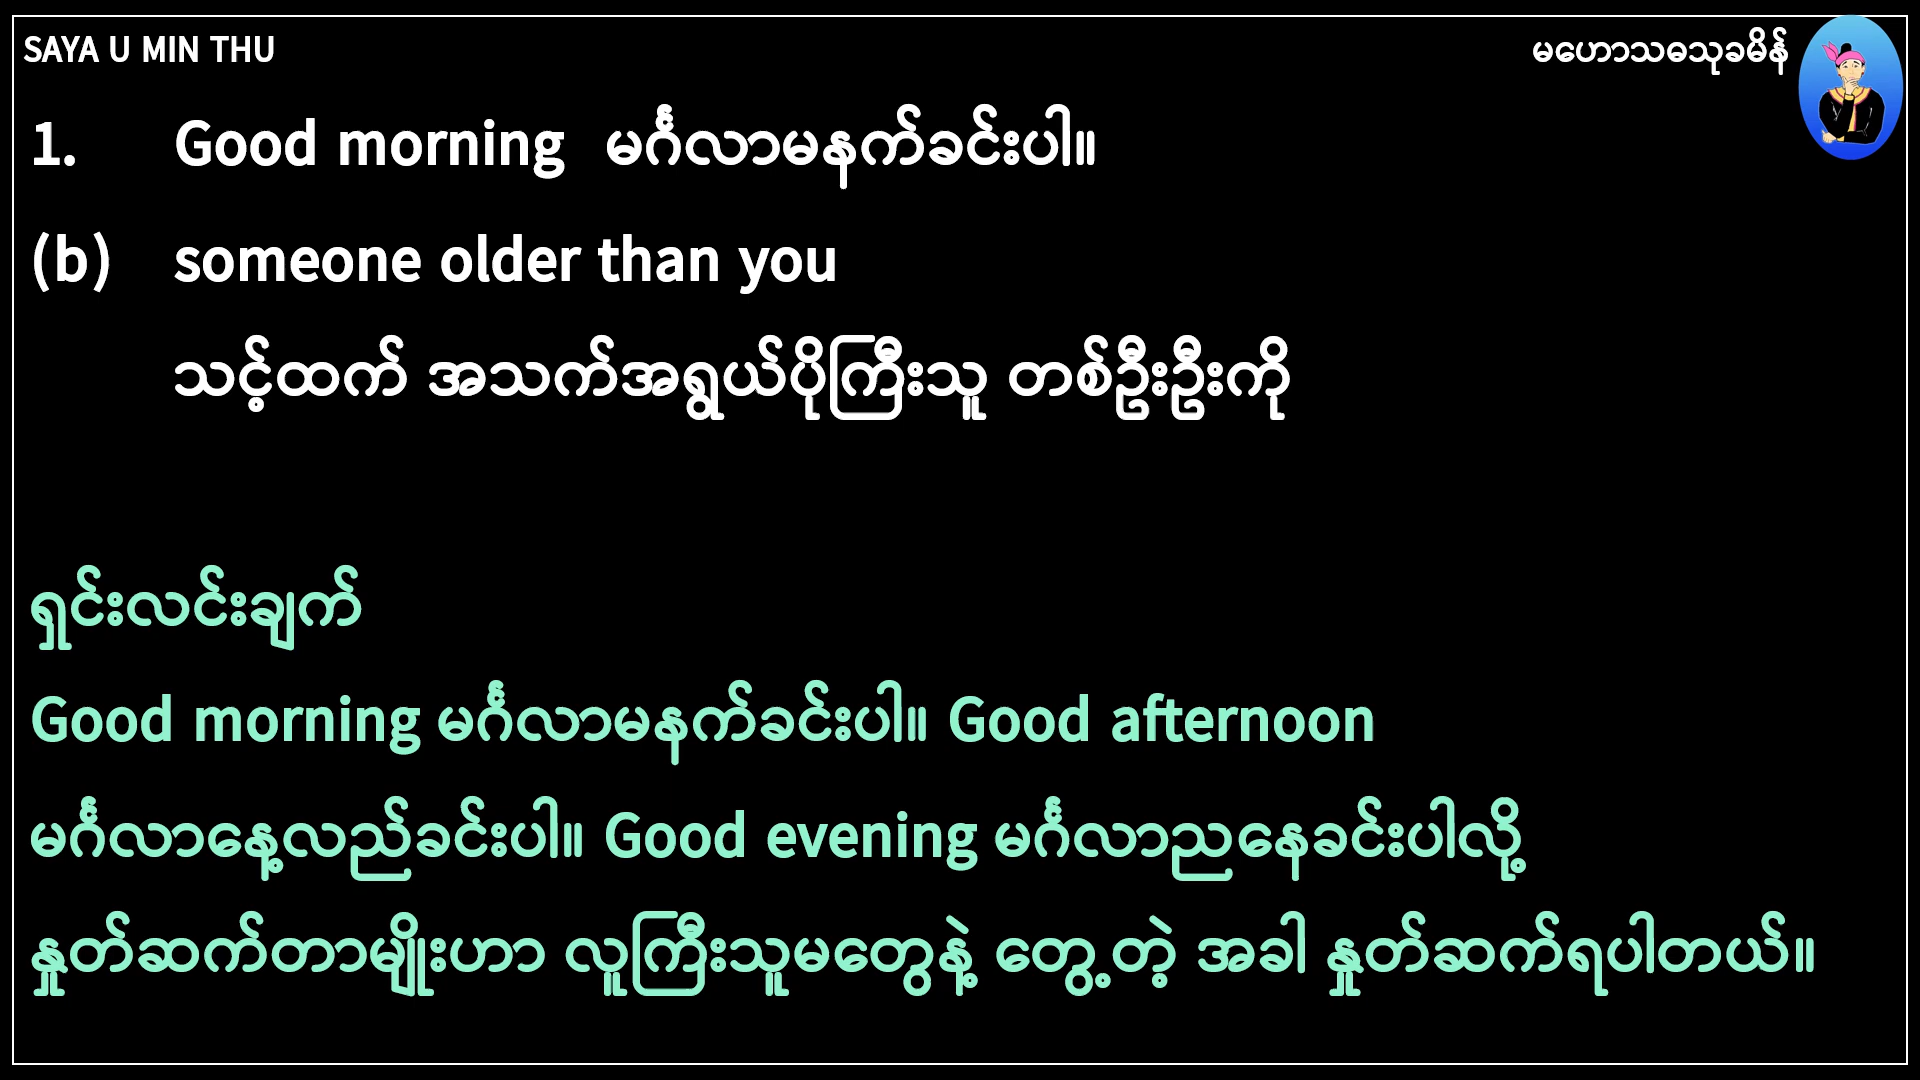 SAYA U MIN THU
မဟောသဓသုခမိန်
1. Good morning မင်္ဂလာမနက်ခင်းပါ။
(b) someone older than you
သင့်ထက် အသက်အရွယ်ပိုကြီးသူ တစ်ဦးဦးကို
ရှင်းလင်းချက်
Good morning မင်္ဂလာမနက်ခင်းပါ။ Good afternoon
မင်္ဂလာနေ့လည်ခင်းပါ။ Good evening မင်္ဂလာညနေခင်းပါလို့
နှုတ်ဆက်တာမျိုးဟာ လူကြီးသူမတွေနဲ့ တွေ့တဲ့ အခါ နှုတ်ဆက်ရပါတယ်။